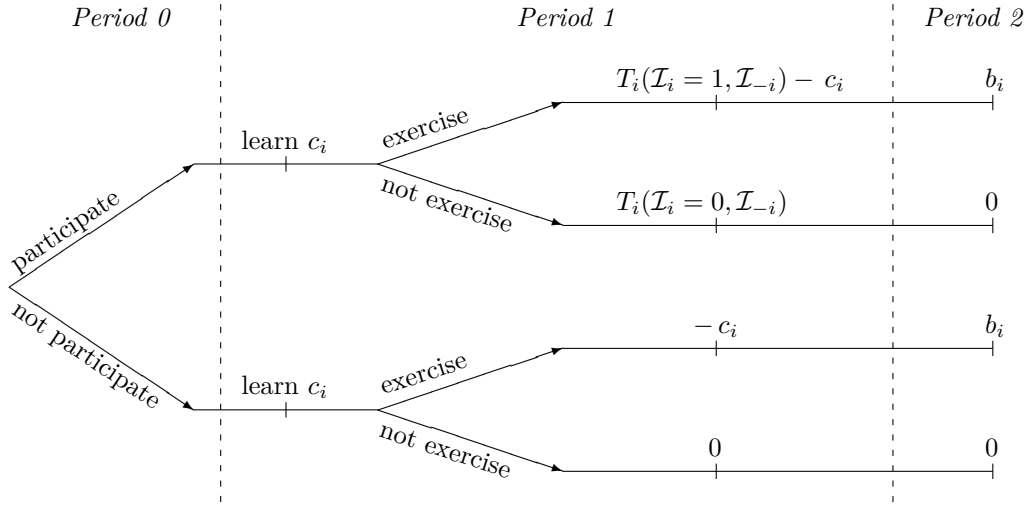 Period 0 Period 1 Period 2
T_i(𝓘_i = 1, 𝓘_{-i}) − c_i b_i
exercise
learn c_i
not exercise
participate
T_i(𝓘_i = 0, 𝓘_{-i}) 0
not participate
− c_i b_i
exercise
learn c_i
not exercise
0 0